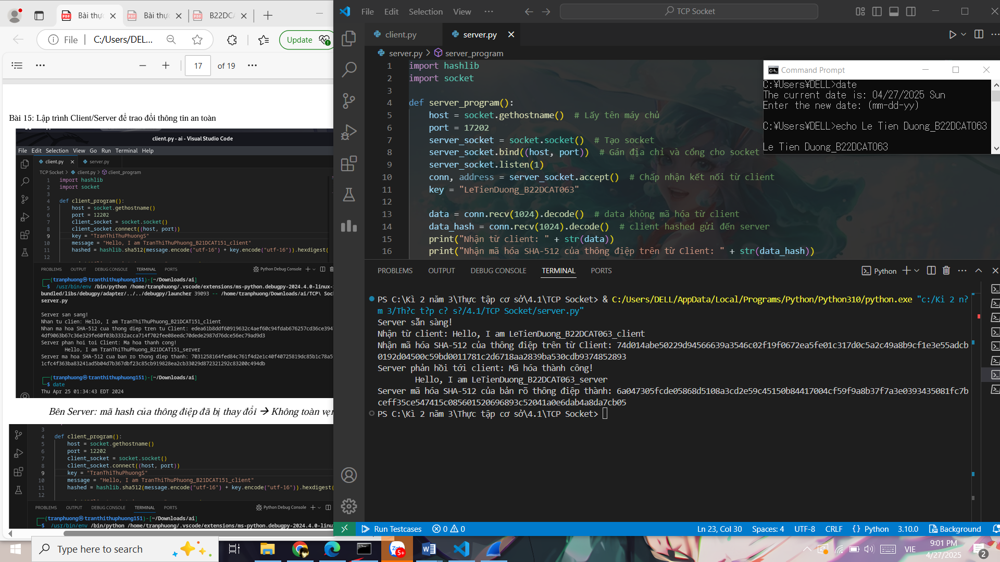 Bài thực
Bài thực
B22DCA
File
C:/Users/DEL...
Update
17
of 19
Bài 15: Lập trình Client/Server để trao đổi thông tin an toàn
client.py - ai - Visual Studio Code
File Edit Selection View Go Run Terminal Help
client.py
server.py
TCP Socket > client.py > client_program
1 import hashlib
2 import socket
3
4 def client_program():
5 host = socket.gethostname()
6 port = 12202
7 client_socket = socket.socket()
8 client_socket.connect((host, port))
9 key = "TranThiThuPhuongS"
10 message = "Hello, I am TranThiThuPhuong_B21DCAT151_client"
11 hashed = hashlib.sha512(message.encode("utf-16") + key.encode("utf-16")).hexdigest(
12
PROBLEMS OUTPUT DEBUG CONSOLE TERMINAL PORTS
Python Debug Console
(tranphuong㉿tranthithuphuong151)-[~/Downloads/ai]
$ /usr/bin/env /bin/python /home/tranphuong/.vscode/extensions/ms-python.debugpy-2024.4.0-linux-
bundled/libs/debugpy/adapter/../../debugpy/launcher 39093 -- /home/tranphuong/Downloads/ai/TCP\ Soc
server.py
Server san sang!
Nhan tu clien: Hello, I am TranThiThuPhuong_B21DCAT151_client
Nhan ma hoa SHA-512 cua thong diep tren tu Client: edea61b8ddf60919632c4aef60c94fdab676257cd36ce394
4df9063b67c36e329fe60f03b3332acca714f702fee08eedc70dede2987d76dce56ec79ad9d3
Server phan hoi toi Client: Ma hoa thanh cong!
Hello, I am TranThiThuPhuong_B21DCAT151_server
Server ma hoa SHA-512 cua ban ro thong diep thanh: 7031258164fed84c761f4d2e1c40f40725819dc85b1c78a5
1cfc4f363ba83241ad5b04d7b367dbf23c85cb919828ea2cb33029d872321292c83200c494db
(tranphuong㉿tranthithuphuong151)-[~/Downloads/ai]
$ date
Thu Apr 25 01:34:43 EDT 2024
Bên Server: mã hash của thông điệp đã bị thay đổi → Không toàn vẹn
3
4 def client_program():
5 host = socket.gethostname()
6 port = 12202
7 client_socket = socket.socket()
8 client_socket.connect((host, port))
9 key = "TranThiThuPhuongS"
10 message = "Hello, I am TranThiThuPhuong_B21DCAT151_client"
11 hashed = hashlib.sha512(message.encode("utf-16") + key.encode("utf-16")).hexdigest(
12
PROBLEMS OUTPUT DEBUG CONSOLE TERMINAL PORTS
Python Debug Console
(tranphuong㉿tranthithuphuong151)-[~/Downloads/ai]
$ /usr/bin/env /bin/python /home/tranphuong/.vscode/extensions/ms-python.debugpy-2024.4.0-linux
File Edit Selection View ...
TCP Socket
client.py
server.py
server.py > server_program
1 import hashlib
2 import socket
3
4 def server_program():
5 host = socket.gethostname() # Lấy tên máy chủ
6 port = 17202
7 server_socket = socket.socket() # Tạo socket
8 server_socket.bind((host, port)) # Gán địa chỉ và cổng cho socket
9 server_socket.listen(1)
10 conn, address = server_socket.accept() # Chấp nhận kết nối từ client
11 key = "LeTienDuong_B22DCAT063"
12
13 data = conn.recv(1024).decode() # data không mã hóa từ client
14 data_hash = conn.recv(1024).decode() # client hashed gửi đến server
15 print("Nhận từ client: " + str(data))
16 print("Nhận mã hóa SHA-512 của thông điệp trên từ Client: " + str(data_hash))
Command Prompt
C:¥Users¥DELL>date
The current date is: 04/27/2025 Sun
Enter the new date: (mm-dd-yy)
C:¥Users¥DELL>echo Le Tien Duong_B22DCAT063
Le Tien Duong_B22DCAT063
PROBLEMS OUTPUT DEBUG CONSOLE TERMINAL PORTS
Python
PS C:\Kì 2 năm 3\Thực tập cơ sở\4.1\TCP Socket> & C:/Users/DELL/AppData/Local/Programs/Python/Python310/python.exe "c:/Kì 2 n?
m 3/Th?c t?p c? s?/4.1/TCP Socket/server.py"
Server sẵn sàng!
Nhận từ client: Hello, I am LeTienDuong_B22DCAT063_client
Nhận mã hóa SHA-512 của thông điệp trên từ Client: 74d014abe50229d94566639a3546c02f19f0672ea5fe01c317d0c5a2c49a8b9cf1e3e55adcb
0192d04500c59bd0011781c2d6718aa2839ba530cdb9374852893
Server phản hồi tới client: Mã hóa thành công!
Hello, I am LeTienDuong_B22DCAT063_server
Server mã hóa SHA-512 của bản rõ thông điệp thành: 6a047305fcde05868d5108a3cd2e59c45150b84417004cf59f9a8b37f7a3e0393435081fc7b
ceff35ce547415c085601520696893c52041a0e6dab4a8da7cb05
PS C:\Kì 2 năm 3\Thực tập cơ sở\4.1\TCP Socket>
Run Testcases
0 0
Ln 23, Col 30
Spaces: 4
UTF-8
CRLF
{} Python
3.10.0
Background
Type here to search
5+
VIE
9:01 PM
4/27/2025
2